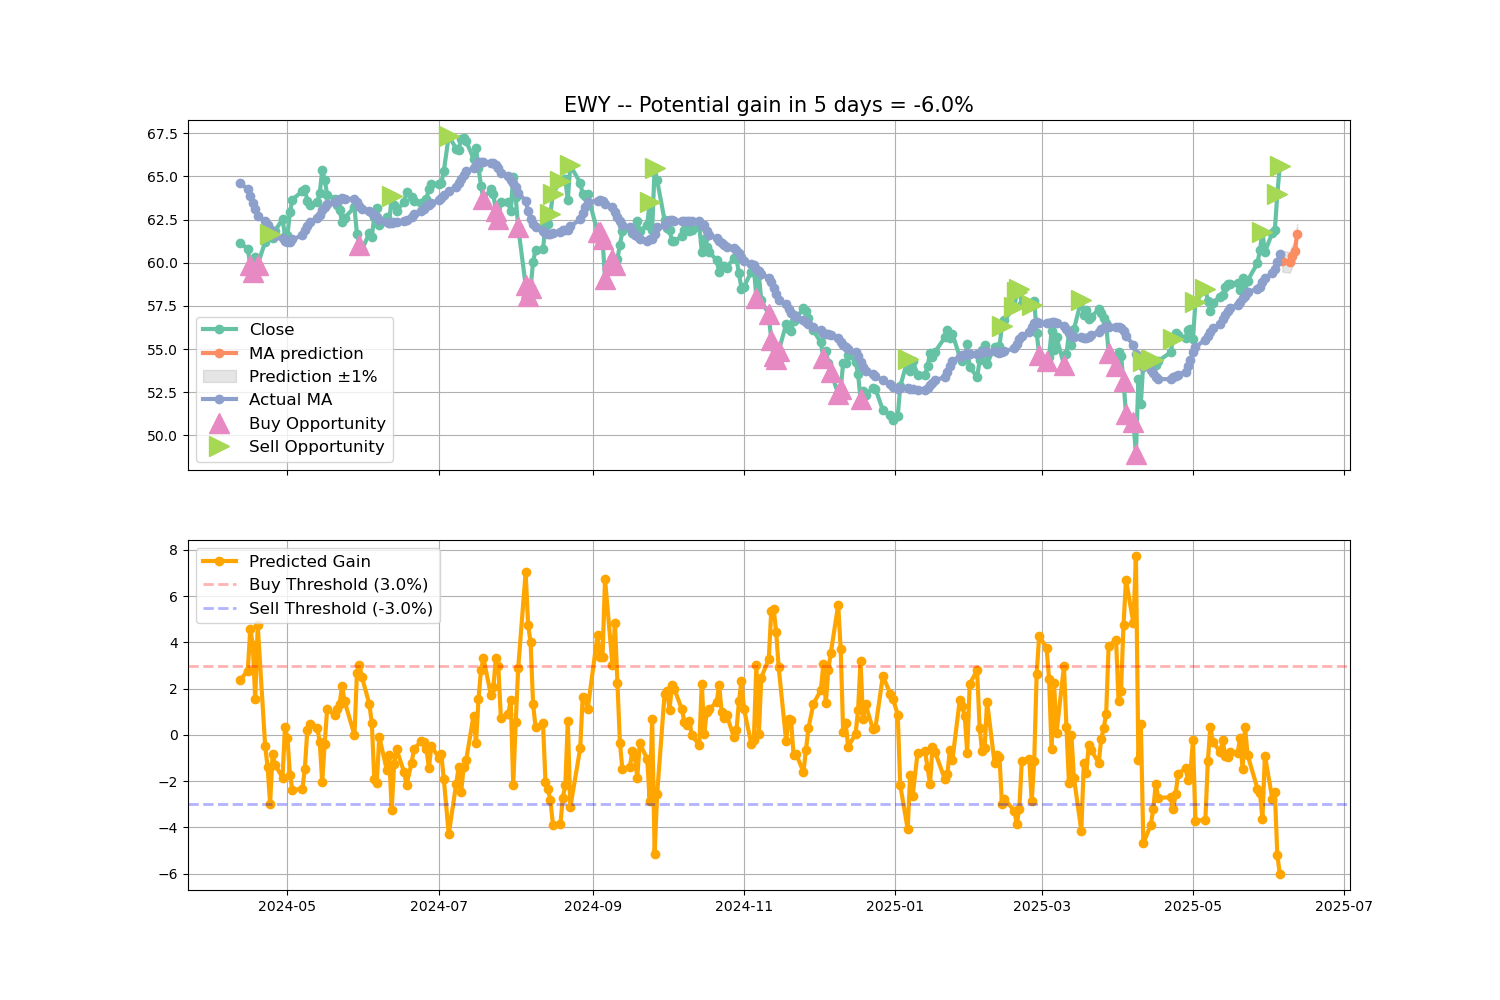 EWY -- Potential gain in 5 days = -6.0%
67.5
65.0
62.5
60.0
57.5
55.0
52.5
50.0
Close
MA prediction
Prediction ±1%
Actual MA
Buy Opportunity
Sell Opportunity
8
6
4
2
0
−2
−4
−6
Predicted Gain
Buy Threshold (3.0%)
Sell Threshold (-3.0%)
2024-05
2024-07
2024-09
2024-11
2025-01
2025-03
2025-05
2025-07